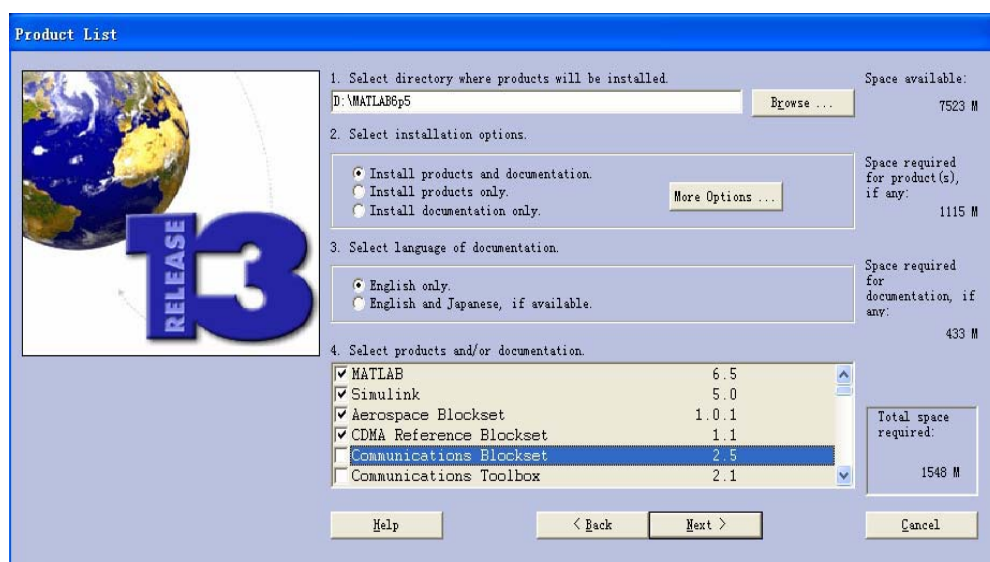 Product List
RELEASE
13
1. Select directory where products will be installed.
D:\MATLAB6p5
Browse ...
2. Select installation options.
Install products and documentation.
Install products only.
Install documentation only.
More Options ...
3. Select language of documentation.
English only.
English and Japanese, if available.
4. Select products and/or documentation.
MATLAB 6.5
Simulink 5.0
Aerospace Blockset 1.0.1
CDMA Reference Blockset 1.1
Communications Blockset 2.5
Communications Toolbox 2.1
Space available:
7523 M
Space required
for product(s),
if any:
1115 M
Space required
for
documentation, if
any:
433 M
Total space
required:
1548 M
Help
< Back
Next >
Cancel